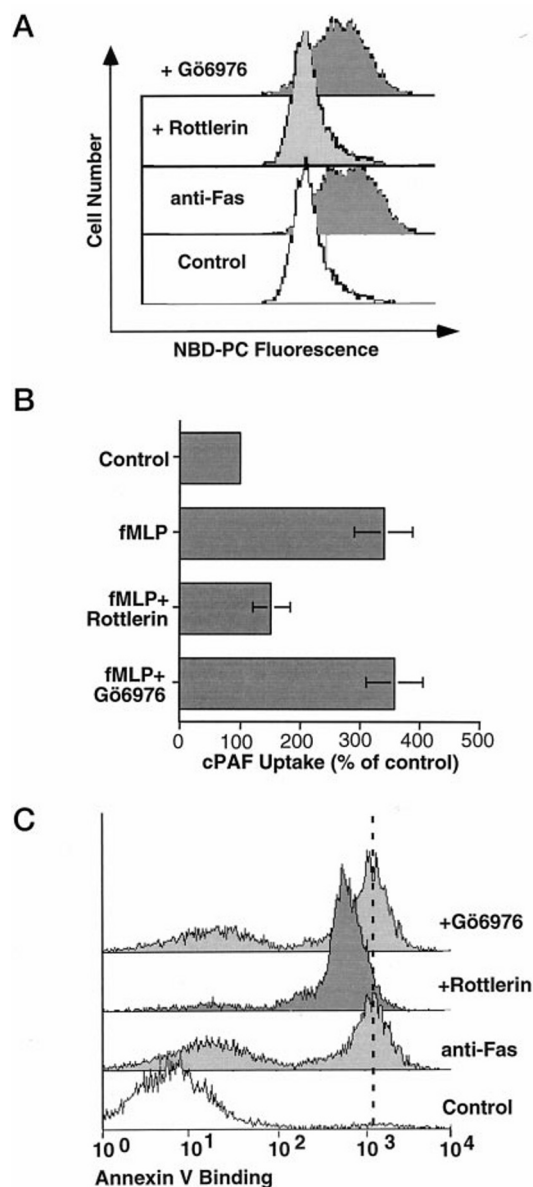 A
+ Gö6976
+ Rottlerin
anti-Fas
Control
Cell Number
NBD-PC Fluorescence
B
Control
fMLP
fMLP+
Rottlerin
fMLP+
Gö6976
0 100 200 300 400 500
cPAF Uptake (% of control)
C
+Gö6976
+Rottlerin
anti-Fas
Control
10^0 10^1 10^2 10^3 10^4
Annexin V Binding